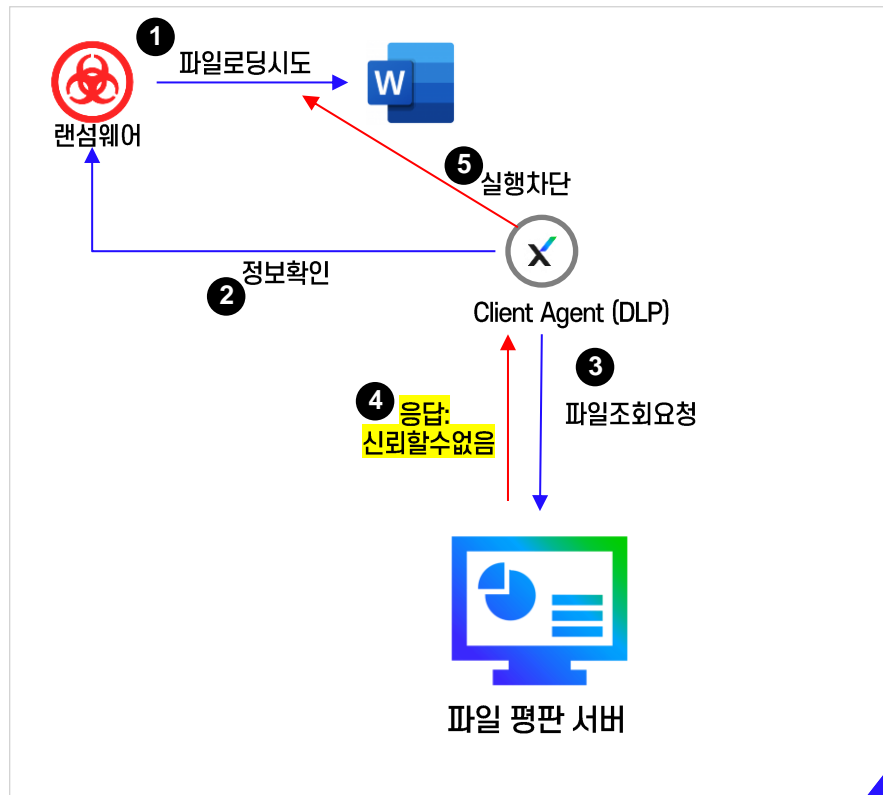 1
파일로딩시도
W
랜섬웨어
5
실행차단
정보확인
2
Client Agent (DLP)
3
4
응답:
신뢰할수없음
파일조회요청
파일 평판 서버